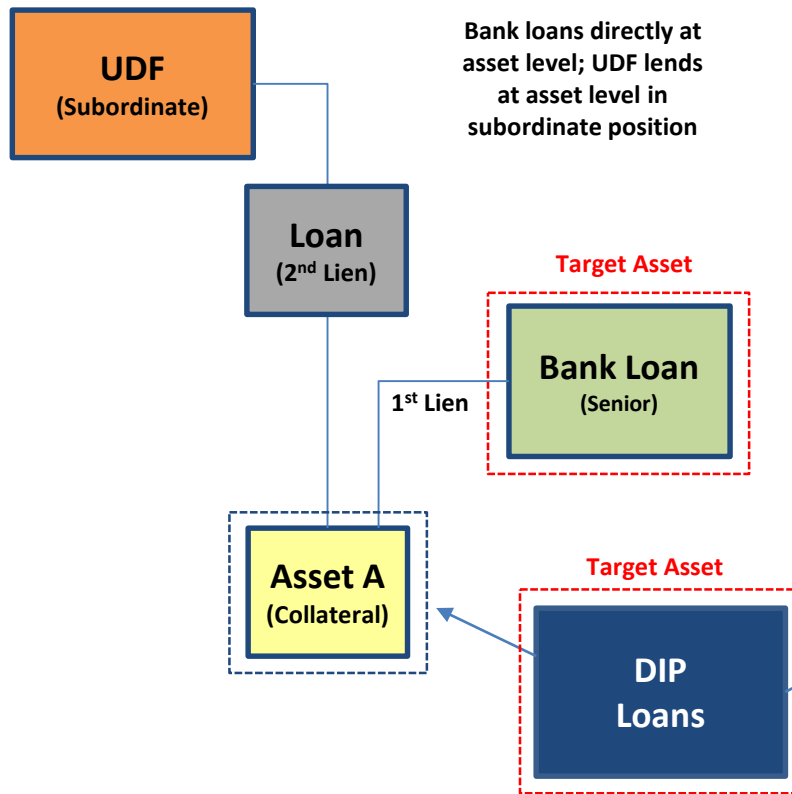 UDF
(Subordinate)
Bank loans directly at
asset level; UDF lends
at asset level in
subordinate position
Loan
(2nd Lien)
Target Asset
Bank Loan
(Senior)
1st Lien
Asset A
(Collateral)
Target Asset
DIP
Loans